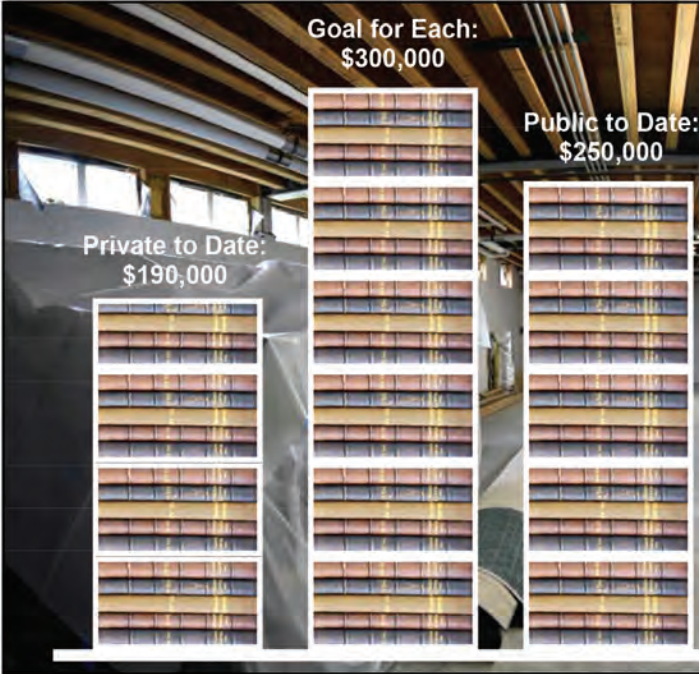 Goal for Each:
$300,000
Public to Date:
$250,000
Private to Date:
$190,000